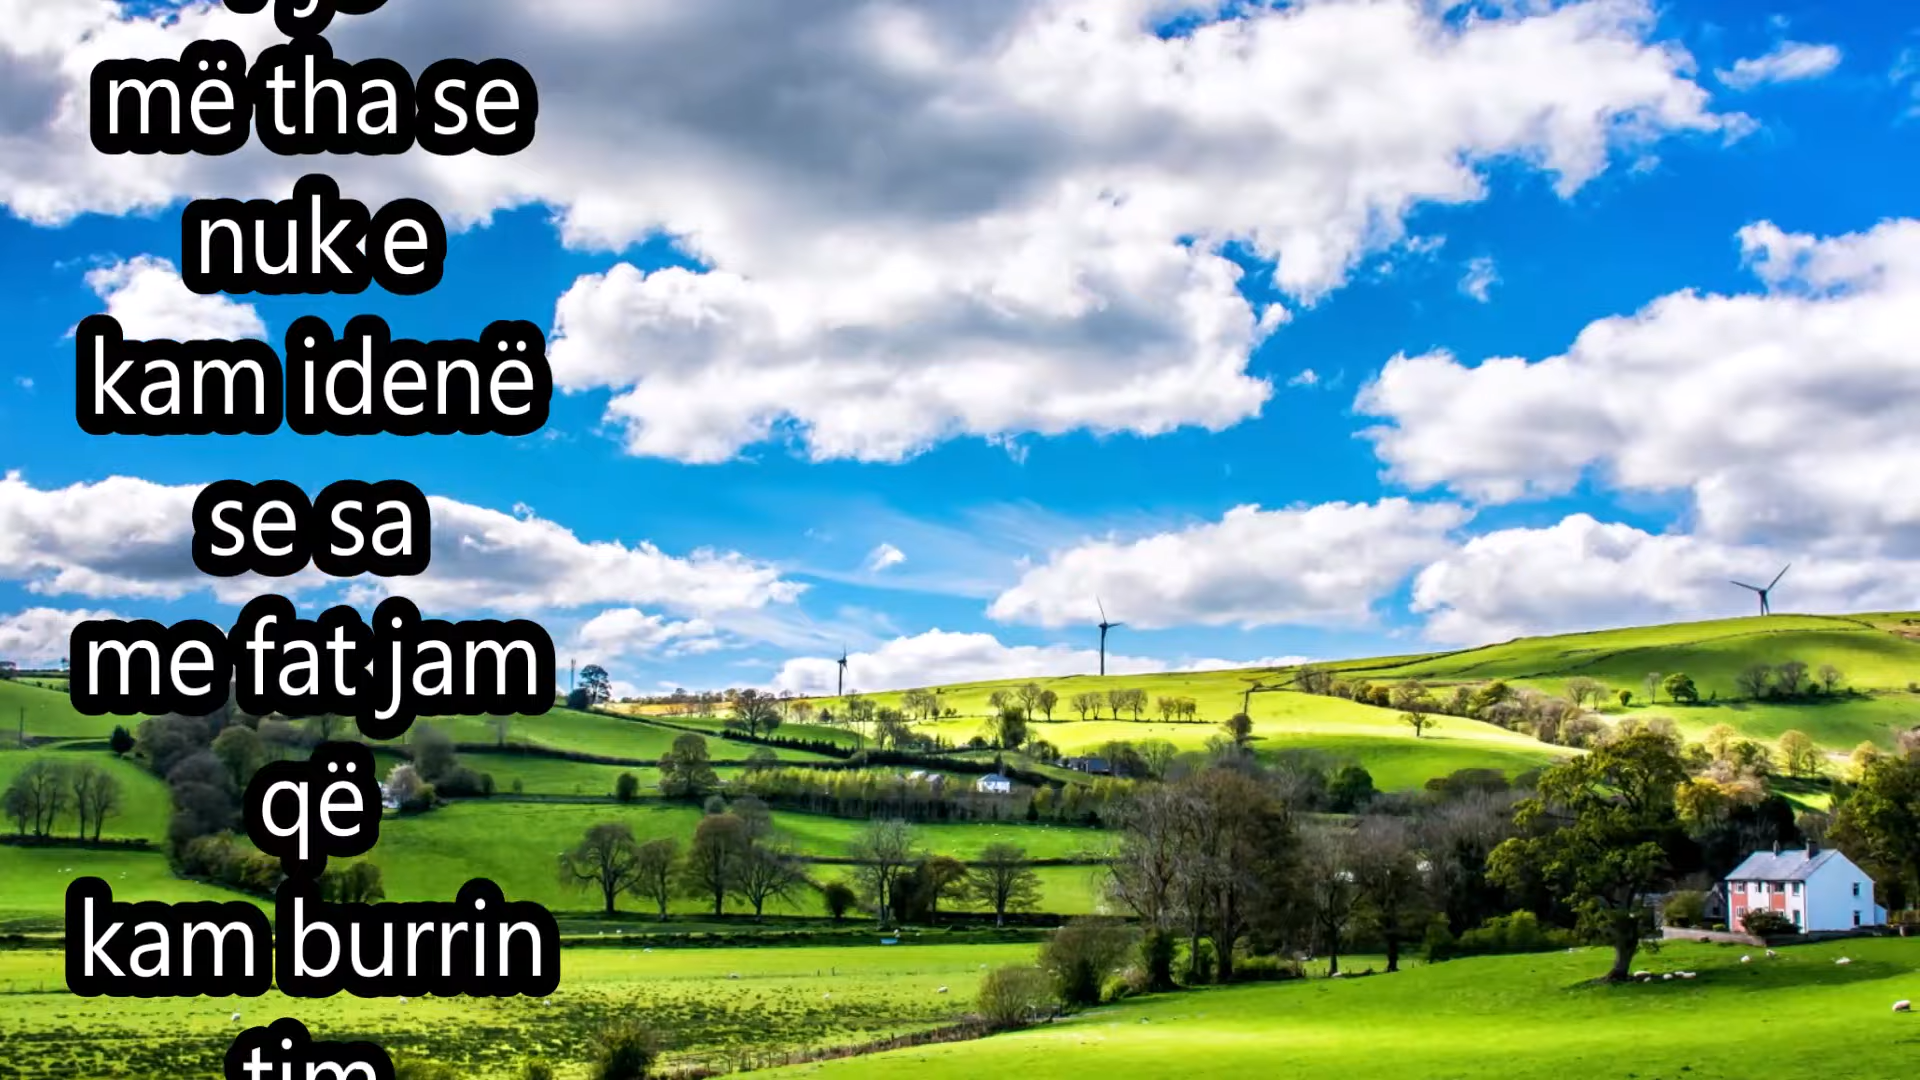 më tha se
nuk e
kam idenë
se sa
me fat jam
që
kam burrin
tim